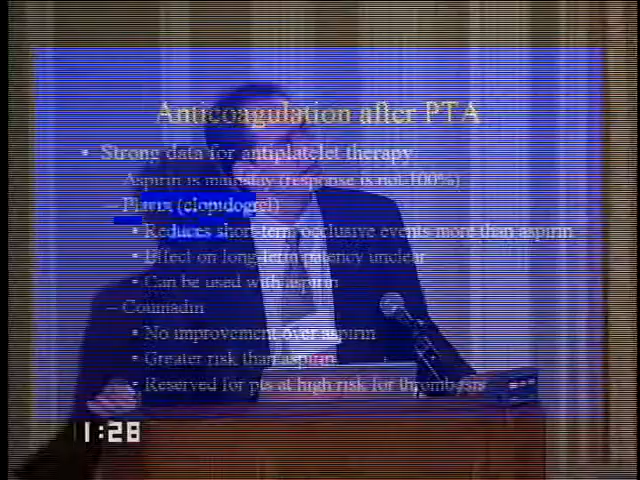 Anticoagulation after PTA
• Strong data for antiplatelet therapy
– Aspirin is mainstay (response is not 100%)
– Plavix (clopidogrel)
• Reduces short-term occlusive events more than aspirin
• Effect on long-term patency unclear
• Can be used with aspirin
– Coumadin
• No improvement over aspirin
• Greater risk than aspirin
• Reserved for pts at high risk for thrombosis
1:28